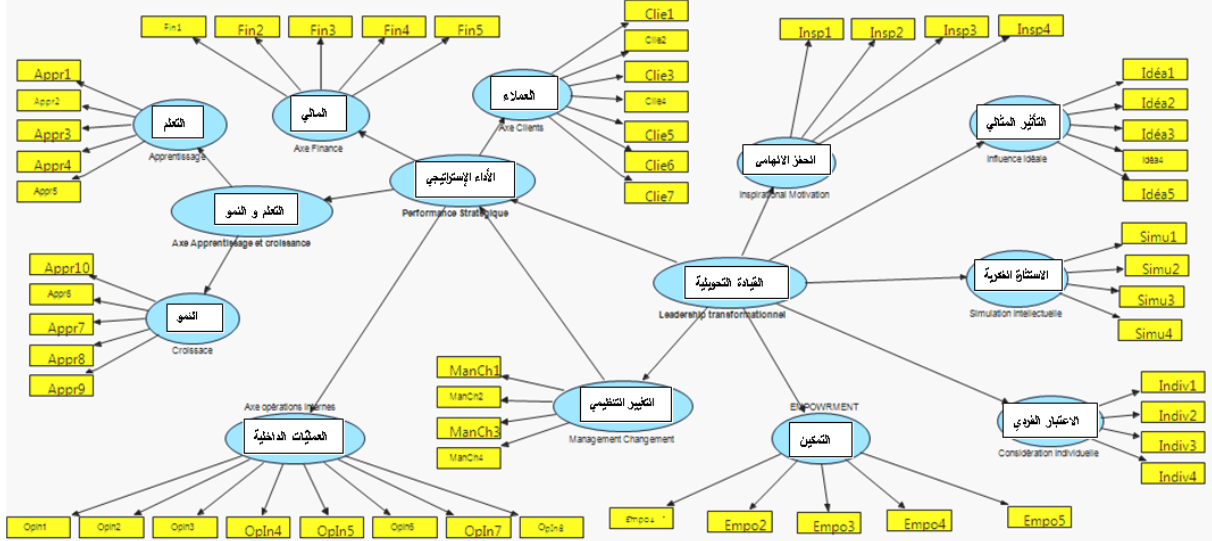 Fin1
Fin2
Fin3
Fin4
Fin5
المالي
Axe Finance
Clie1
Clie2
Clie3
Clie4
Clie5
Clie6
Clie7
العملاء
Axe Clients
Insp1
Insp2
Insp3
Insp4
الحفز الالهامي
Inspirational Motivation
Idéa1
Idéa2
Idéa3
Idéa4
Idéa5
التأثير المثالي
Influence Idéale
Appr1
Appr2
Appr3
Appr4
Appr5
التعلم
Apprentissage
الأداء الإستراتيجي
Performance Stratégique
التعلم و النمو
Axe Apprentissage et croissance
القيادة التحويلية
Leadership transformationnel
Simu1
Simu2
Simu3
Simu4
الاستثارة الفكرية
Simulation Intellectuelle
Appr10
Appr6
Appr7
Appr8
Appr9
النمو
Croissace
ManCh1
ManCh2
ManCh3
ManCh4
التغيير التنظيمي
Management Changement
Indiv1
Indiv2
Indiv3
Indiv4
الاعتبار الفردي
Considération Individuelle
Axe opérations Internes
العمليات الداخلية
EMPOWRMENT
التمكين
OpIn1
OpIn2
OpIn3
OpIn4
OpIn5
OpIn6
OpIn7
OpIn8
Empo1
Empo2
Empo3
Empo4
Empo5